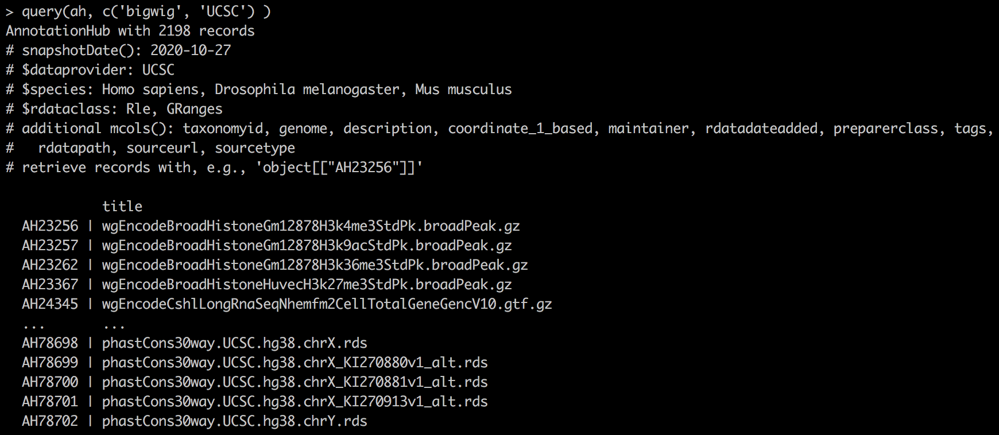 > query(ah, c('bigwig', 'UCSC') )
AnnotationHub with 2198 records
# snapshotDate(): 2020-10-27
# $dataprovider: UCSC
# $species: Homo sapiens, Drosophila melanogaster, Mus musculus
# $rdataclass: Rle, GRanges
# additional mcols(): taxonomyid, genome, description, coordinate_1_based, maintainer, rdatadateadded, preparerclass, tags,
#   rdatapath, sourceurl, sourcetype
# retrieve records with, e.g., 'object[["AH23256"]]'
title
AH23256 | wgEncodeBroadHistoneGm12878H3k4me3StdPk.broadPeak.gz
AH23257 | wgEncodeBroadHistoneGm12878H3k9acStdPk.broadPeak.gz
AH23262 | wgEncodeBroadHistoneGm12878H3k36me3StdPk.broadPeak.gz
AH23367 | wgEncodeBroadHistoneHuvecH3k27me3StdPk.broadPeak.gz
AH24345 | wgEncodeCshlLongRnaSeqNhemfm2CellTotalGeneGencV10.gtf.gz
... ...
AH78698 | phastCons30way.UCSC.hg38.chrX.rds
AH78699 | phastCons30way.UCSC.hg38.chrX_KI270880v1_alt.rds
AH78700 | phastCons30way.UCSC.hg38.chrX_KI270881v1_alt.rds
AH78701 | phastCons30way.UCSC.hg38.chrX_KI270913v1_alt.rds
AH78702 | phastCons30way.UCSC.hg38.chrY.rds